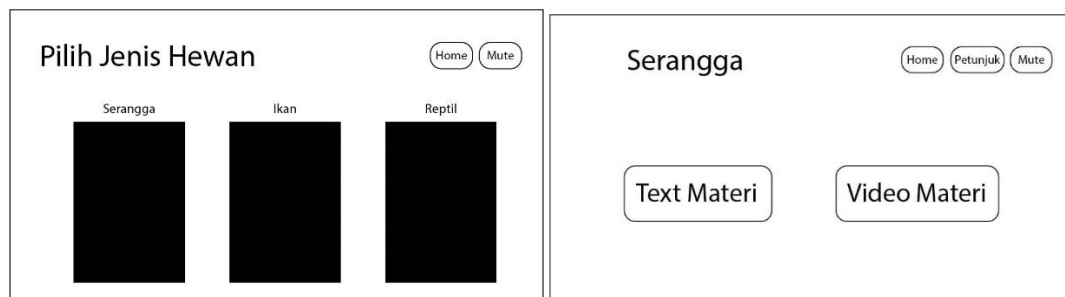 Pilih Jenis Hewan
Home Mute
Serangga Ikan Reptil
Serangga
Home Petunjuk Mute
Text Materi Video Materi